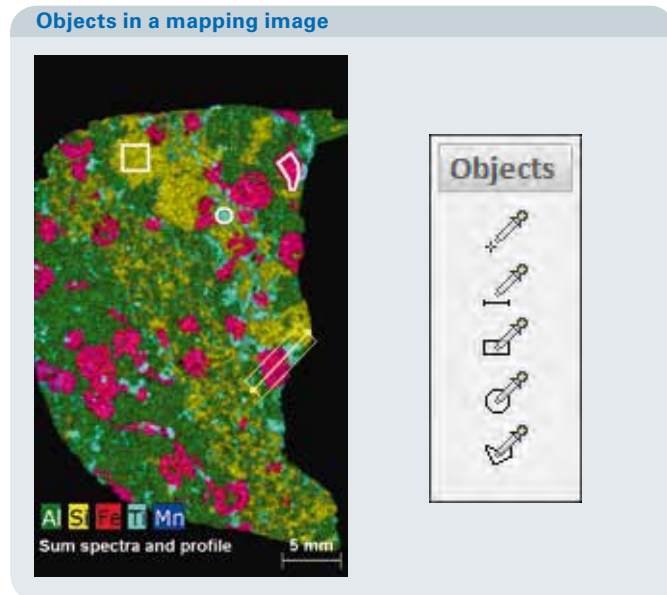 Objects in a mapping image
Objects
Al Si Fe Ti Mn
Sum spectra and profile
5 mm